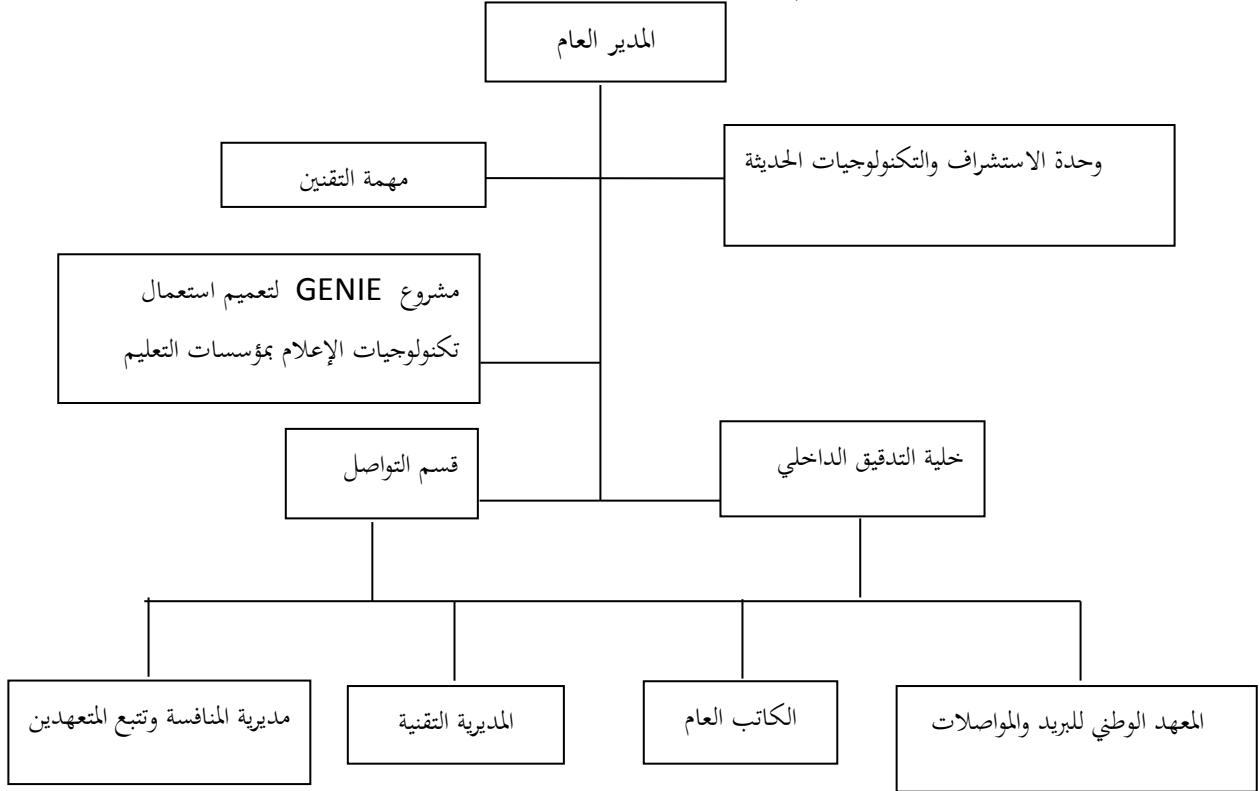 المدير العام
وحدة الاستشراف والتكنولوجيات الحديثة
مهمة التقنين
مشروع GENIE لتعميم استعمال
تكنولوجيات الإعلام بمؤسسات التعليم
خلية التدقيق الداخلي
قسم التواصل
المعهد الوطني للبريد والمواصلات
الكاتب العام
المديرية التقنية
مديرية المنافسة وتتبع المتعهدين